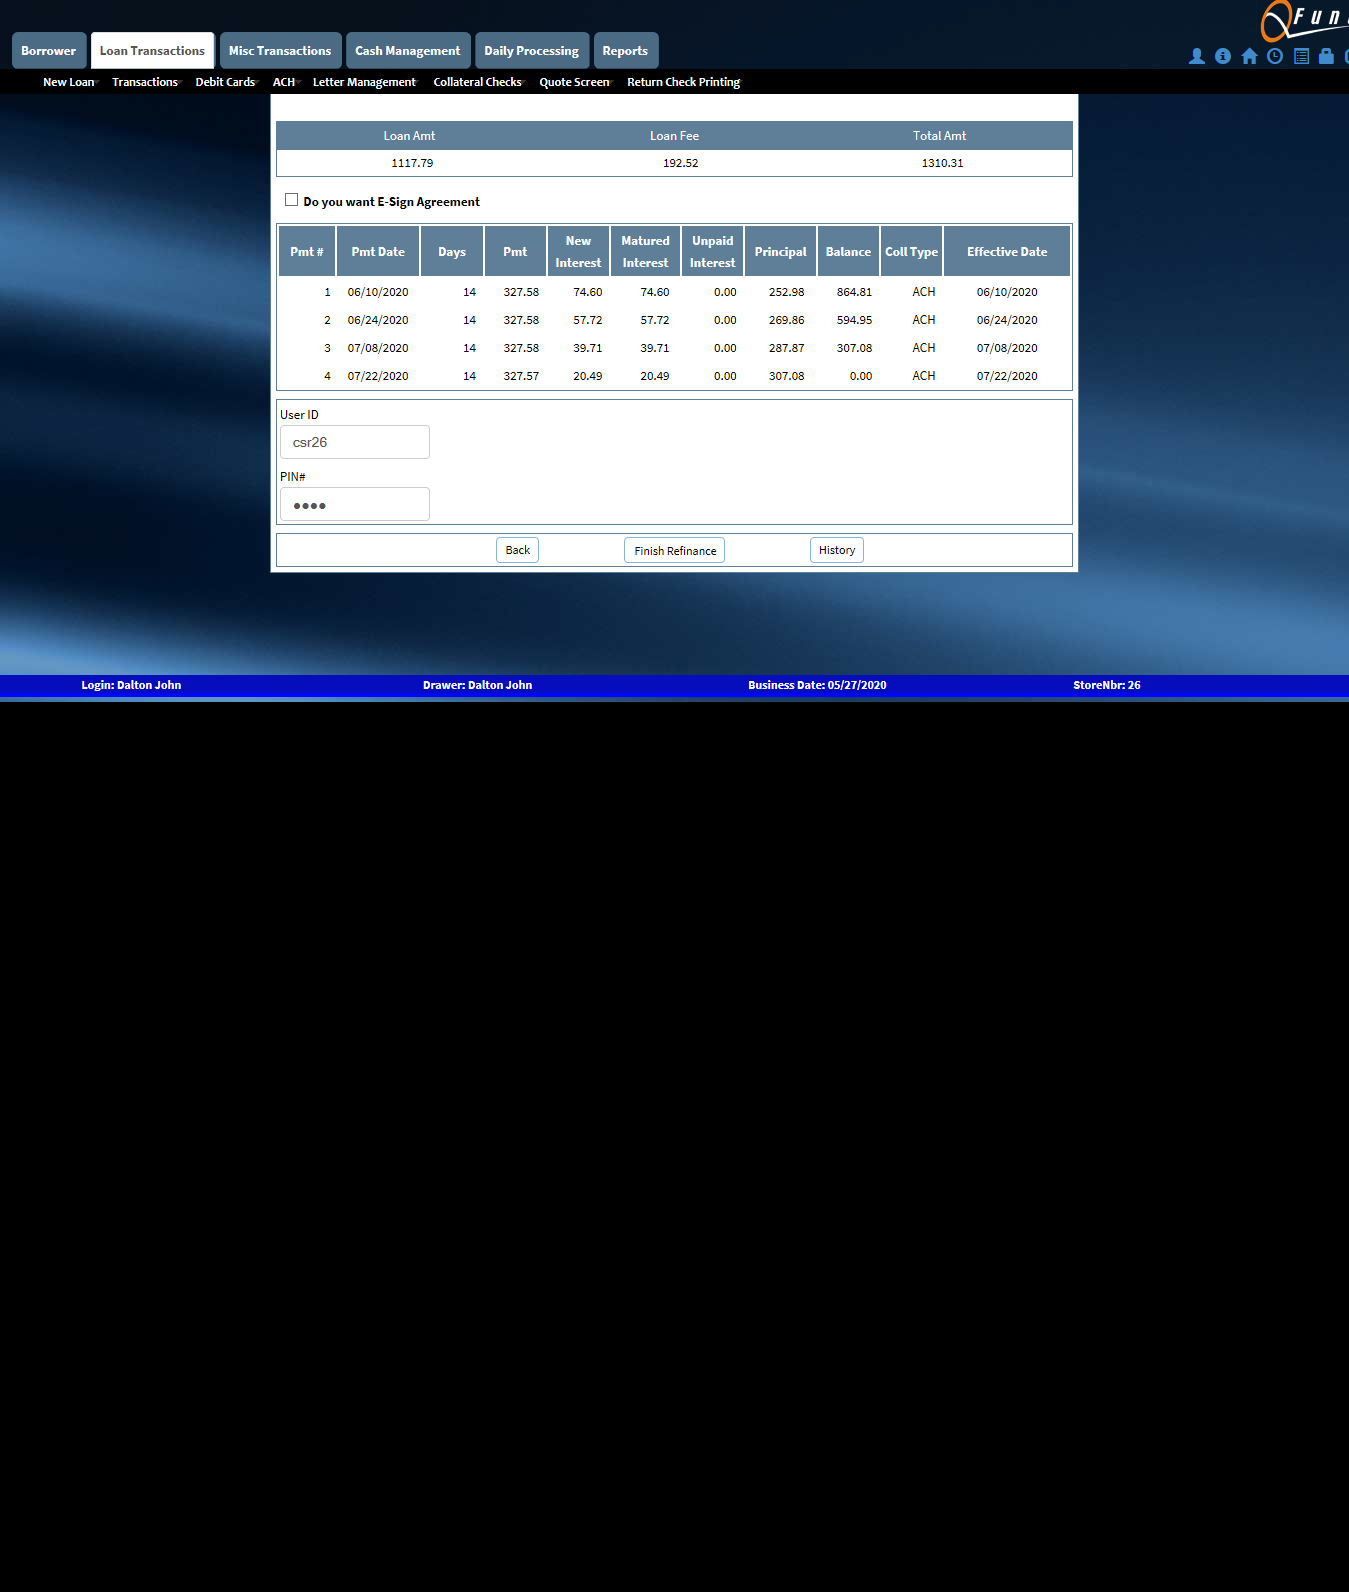 Fun
Borrower Loan Transactions Misc Transactions Cash Management Daily Processing Reports
New Loan Transactions Debit Cards ACH Letter Management Collateral Checks Quote Screen Return Check Printing
Loan Amt Loan Fee Total Amt
1117.79 192.52 1310.31
Do you want E-Sign Agreement
Pmt # Pmt Date Days Pmt New Interest Matured Interest Unpaid Interest Principal Balance Coll Type Effective Date
1 06/10/2020 14 327.58 74.60 74.60 0.00 252.98 864.81 ACH 06/10/2020
2 06/24/2020 14 327.58 57.72 57.72 0.00 269.86 594.95 ACH 06/24/2020
3 07/08/2020 14 327.58 39.71 39.71 0.00 287.87 307.08 ACH 07/08/2020
4 07/22/2020 14 327.57 20.49 20.49 0.00 307.08 0.00 ACH 07/22/2020
User ID
csr26
PIN#
●●●●
Back Finish Refinance History
Login: Dalton John Drawer: Dalton John Business Date: 05/27/2020 StoreNbr: 26